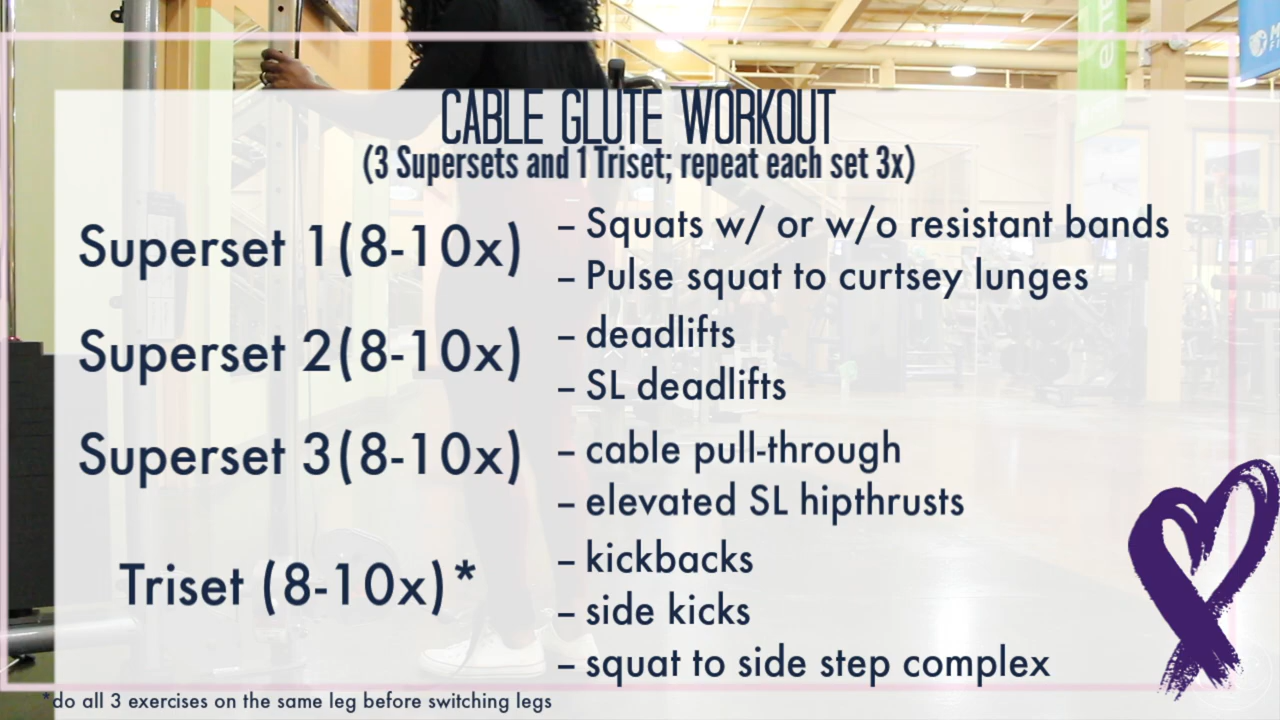 CABLE GLUTE WORKOUT
(3 Supersets and 1 Triset; repeat each set 3x)
Superset 1(8-10x)
– Squats w/ or w/o resistant bands
– Pulse squat to curtsey lunges
Superset 2(8-10x)
– deadlifts
– SL deadlifts
Superset 3(8-10x)
– cable pull-through
– elevated SL hipthrusts
Triset (8-10x)*
– kickbacks
– side kicks
– squat to side step complex
*do all 3 exercises on the same leg before switching legs